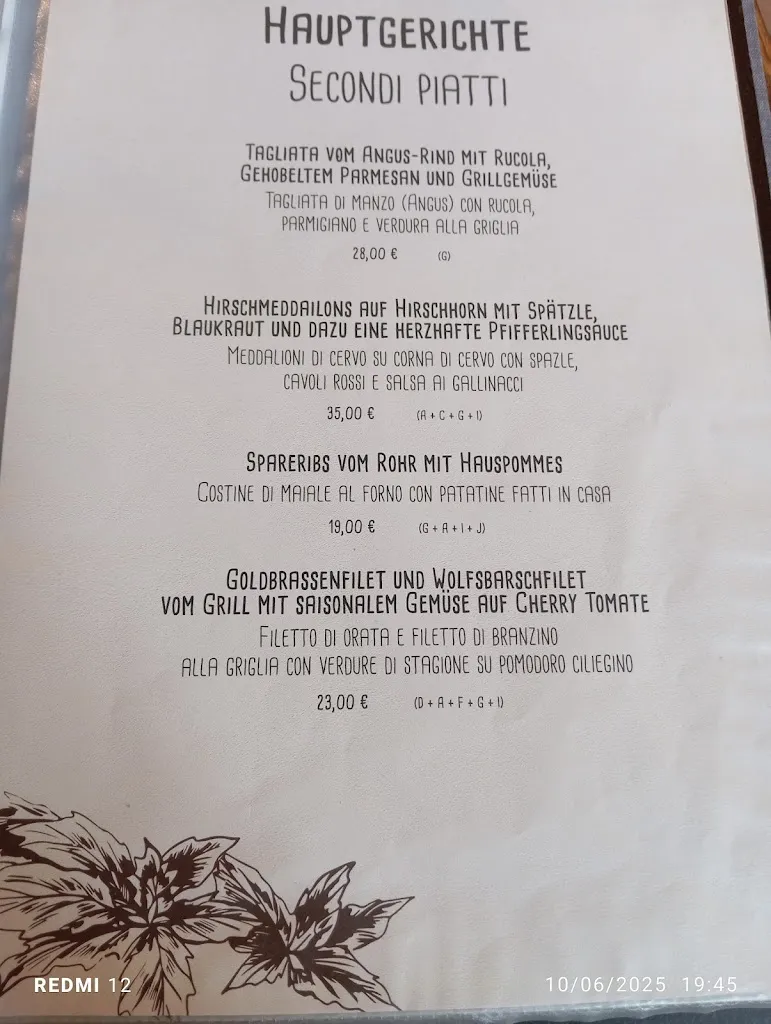 Hauptgerichte
Secondi piatti
Tagliata vom Angus-Rind mit Rucola,
gehobeltem Parmesan und Grillgemüse
Tagliata di manzo (Angus) con rucola,
parmigiano e verdura alla griglia
28,00 € (G)
Hirschmeddailons auf Hirschhorn mit Spätzle,
Blaukraut und dazu eine herzhafte Pfifferlingsauce
Meddalioni di cervo su corna di cervo con spazle,
cavoli rossi e salsa ai gallinacci
35,00 € (A+C+G+I)
Spareribs vom Rohr mit Hauspommes
Costine di maiale al forno con patatine fatti in casa
19,00 € (G+A+I+J)
Goldbrassenfilet und Wolfsbarschfilet
vom Grill mit saisonalem Gemüse auf Cherry Tomate
Filetto di orata e filetto di branzino
alla griglia con verdure di stagione su pomodoro ciliegino
23,00 € (D+A+F+G+I)
REDMI 12 10/06/2025 19:45